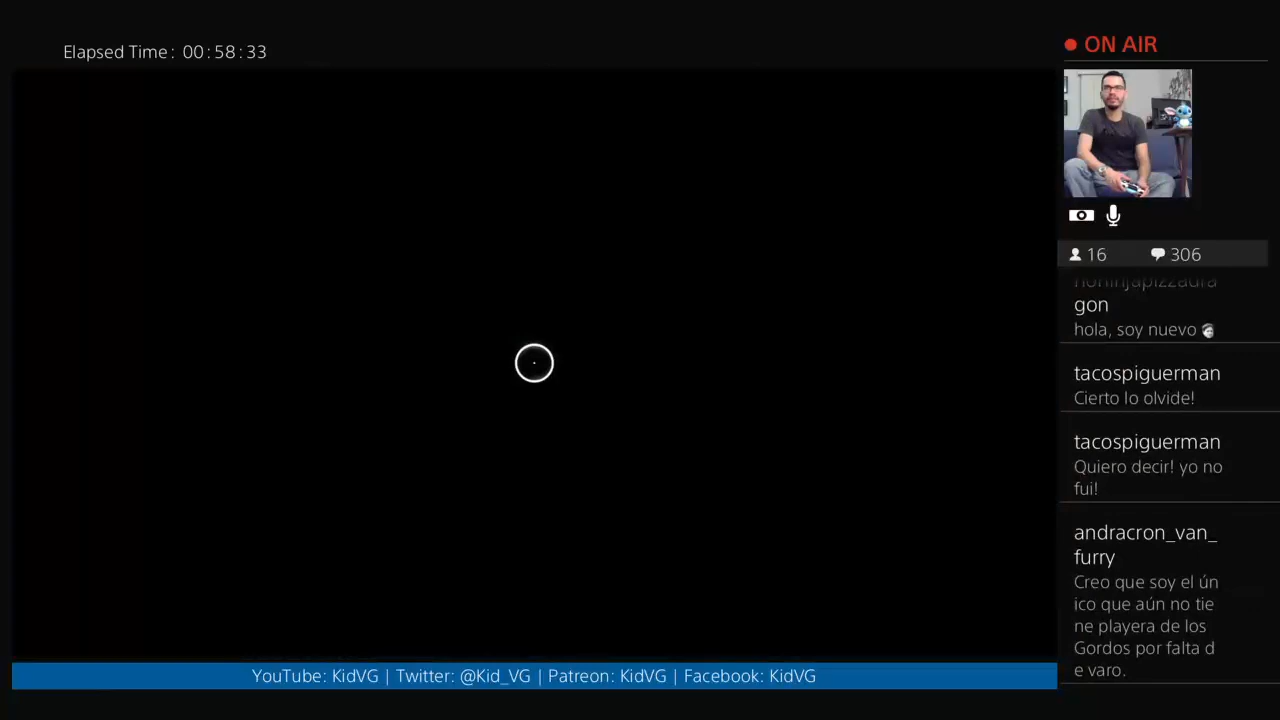 Elapsed Time: 00:58:33
ON AIR
16 306
noninjapizzadra
gon
hola, soy nuevo
tacospiguerman
Cierto lo olvide!
tacospiguerman
Quiero decir! yo no
fui!
andracron_van_
furry
Creo que soy el ún
ico que aún no tie
ne playera de los
Gordos por falta d
e varo.
YouTube: KidVG | Twitter: @Kid_VG | Patreon: KidVG | Facebook: KidVG